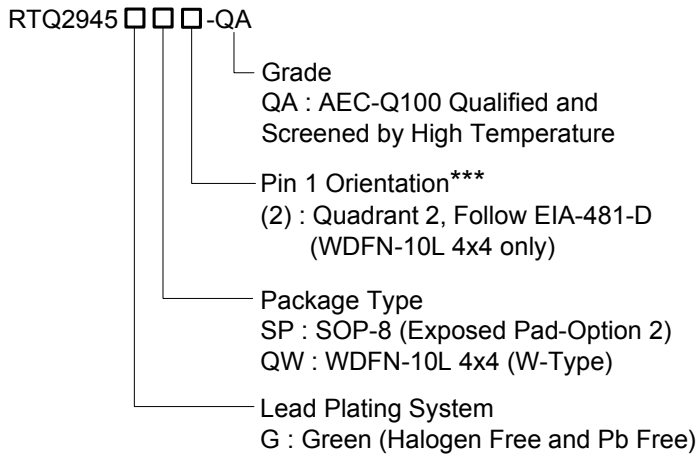 RTQ2945 □ □ □ -QA
Grade
QA : AEC-Q100 Qualified and
Screened by High Temperature
Pin 1 Orientation***
(2) : Quadrant 2, Follow EIA-481-D
(WDFN-10L 4x4 only)
Package Type
SP : SOP-8 (Exposed Pad-Option 2)
QW : WDFN-10L 4x4 (W-Type)
Lead Plating System
G : Green (Halogen Free and Pb Free)